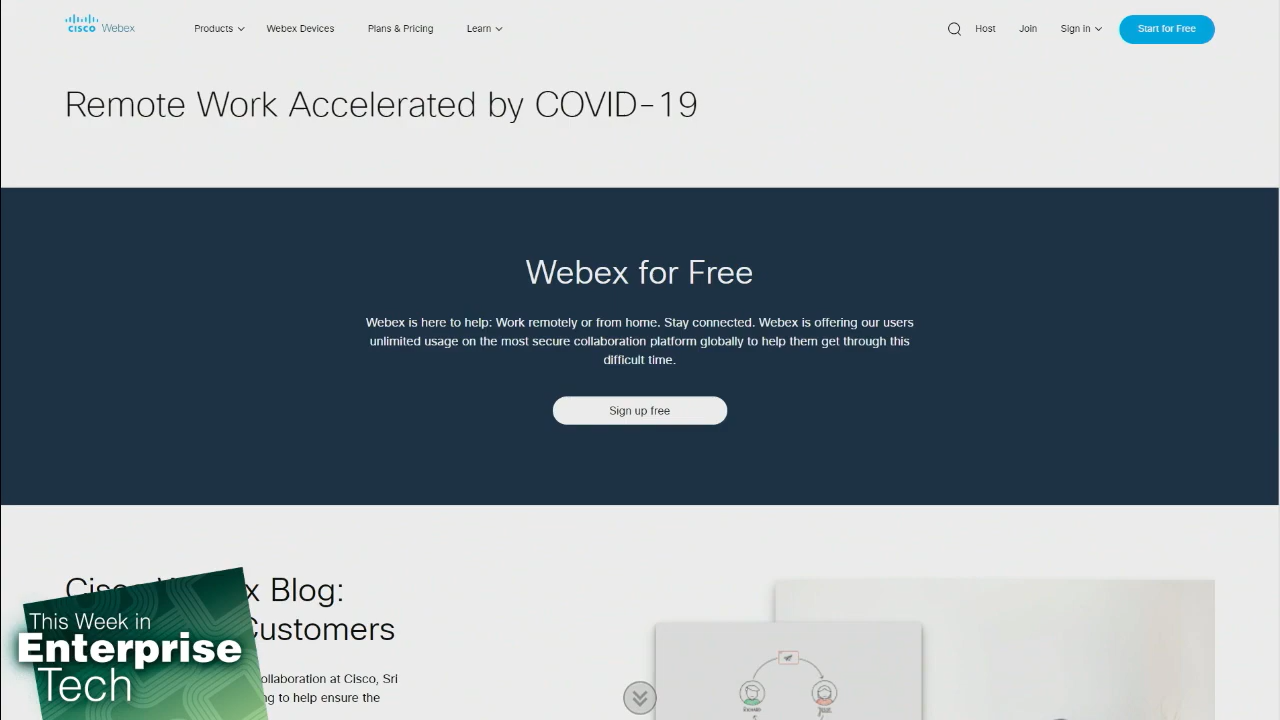 CISCO Webex
Products Webex Devices Plans & Pricing Learn Host Join Sign in Start for Free
Remote Work Accelerated by COVID-19
Webex for Free
Webex is here to help: Work remotely or from home. Stay connected. Webex is offering our users
unlimited usage on the most secure collaboration platform globally to help them get through this
difficult time.
Sign up free
Blog:
Customers
ollaboration at Cisco, Sri
ng to help ensure the
This Week in
Enterprise
Tech